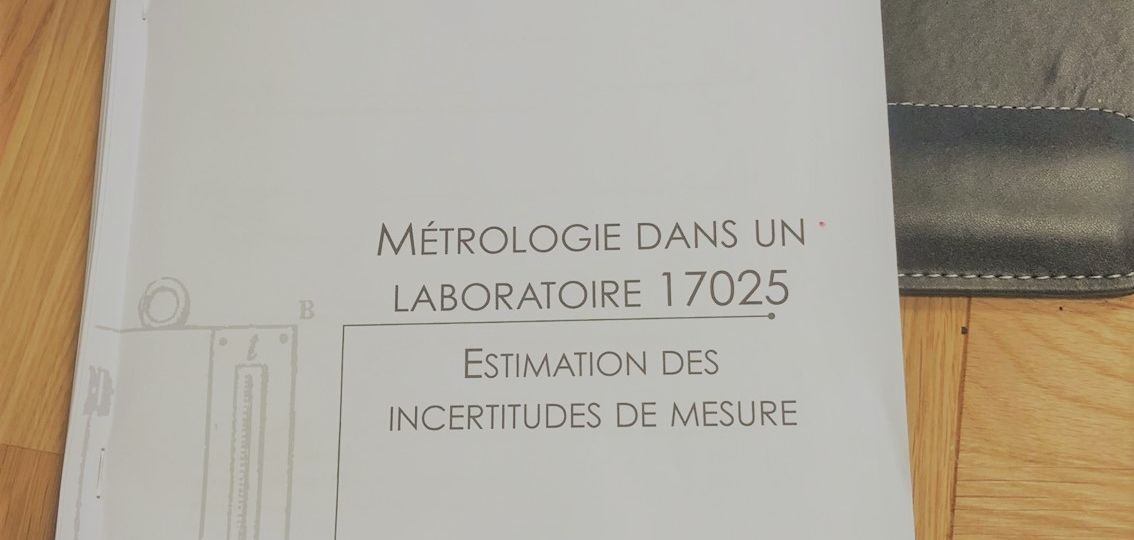 MÉTROLOGIE DANS UN
LABORATOIRE 17025
B
ESTIMATION DES
INCERTITUDES DE MESURE